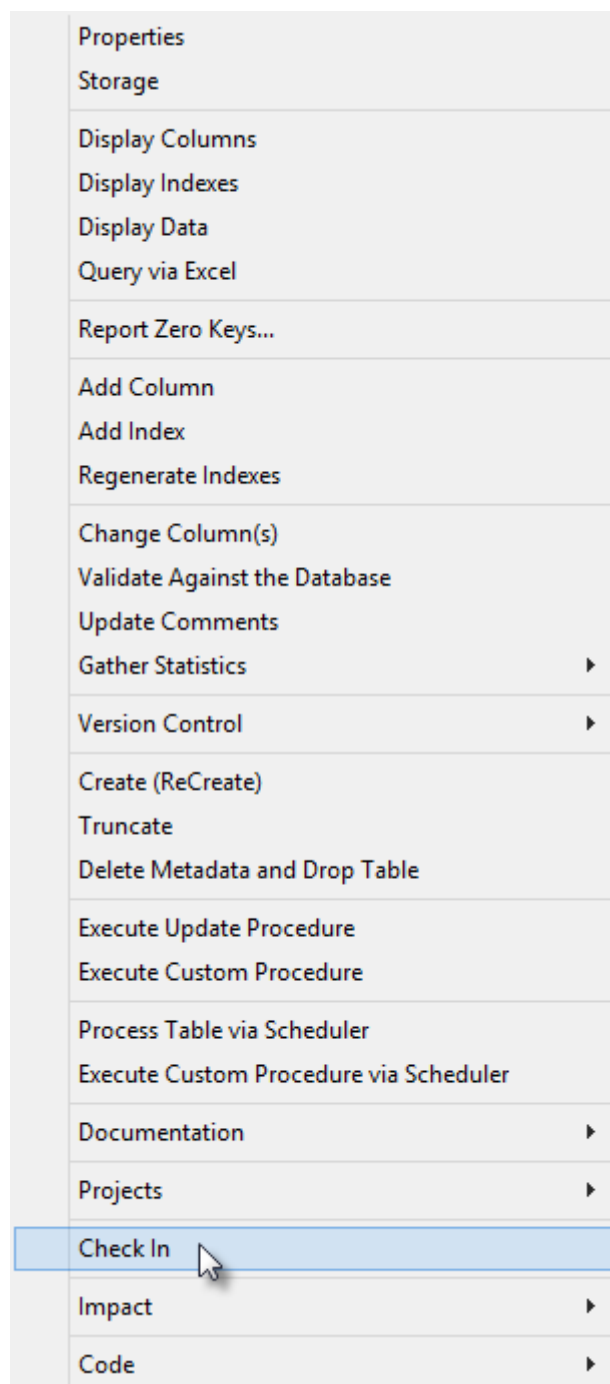 Properties
Storage
Display Columns
Display Indexes
Display Data
Query via Excel
Report Zero Keys...
Add Column
Add Index
Regenerate Indexes
Change Column(s)
Validate Against the Database
Update Comments
Gather Statistics
Version Control
Create (ReCreate)
Truncate
Delete Metadata and Drop Table
Execute Update Procedure
Execute Custom Procedure
Process Table via Scheduler
Execute Custom Procedure via Scheduler
Documentation
Projects
Check In
Impact
Code